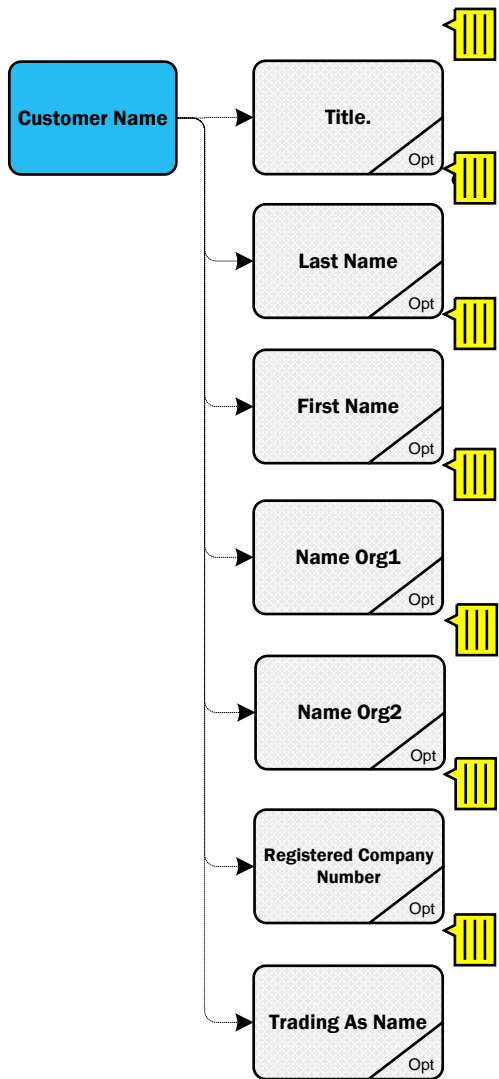 Customer Name
Title.
Opt
Last Name
Opt
First Name
Opt
Name Org1
Opt
Name Org2
Opt
Registered Company
Number
Opt
Trading As Name
Opt